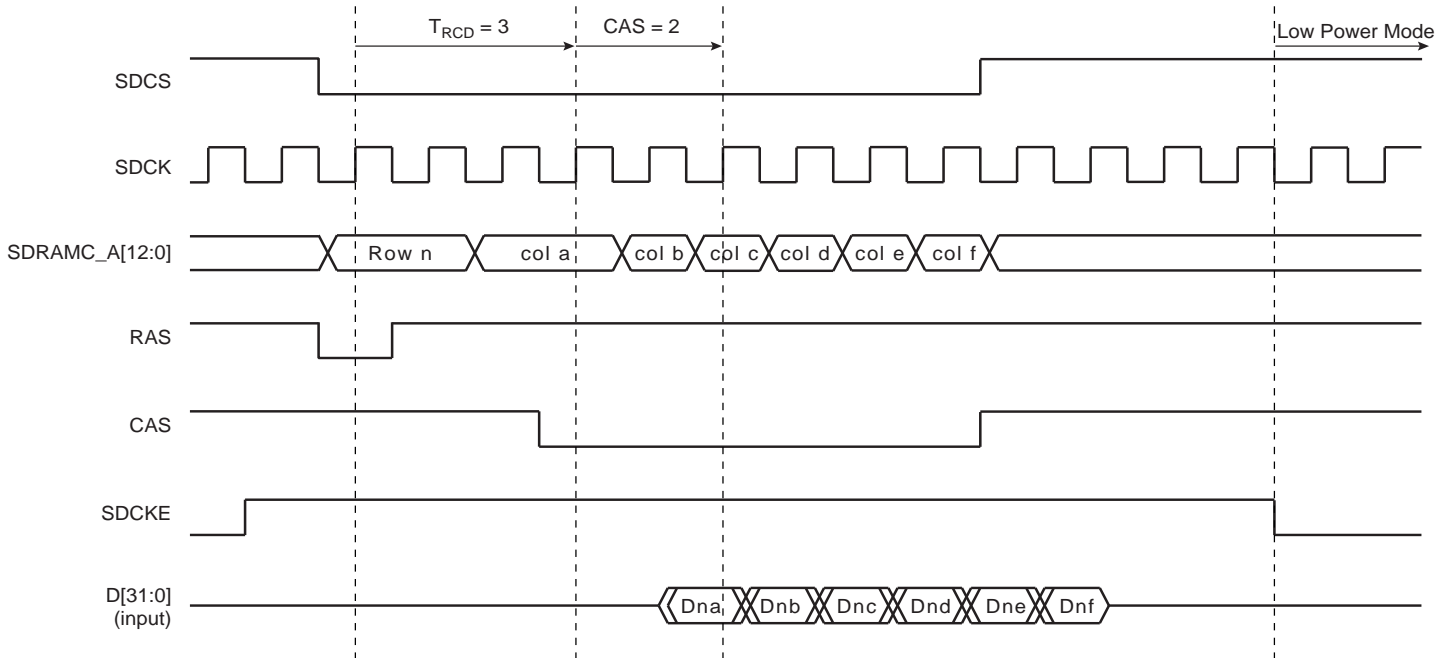 T_RCD = 3 CAS = 2 Low Power Mode
SDCS
SDCK
SDRAMC_A[12:0] Row n col a col b col c col d col e col f
RAS
CAS
SDCKE
D[31:0] Dna Dnb Dnc Dnd Dne Dnf
(input)